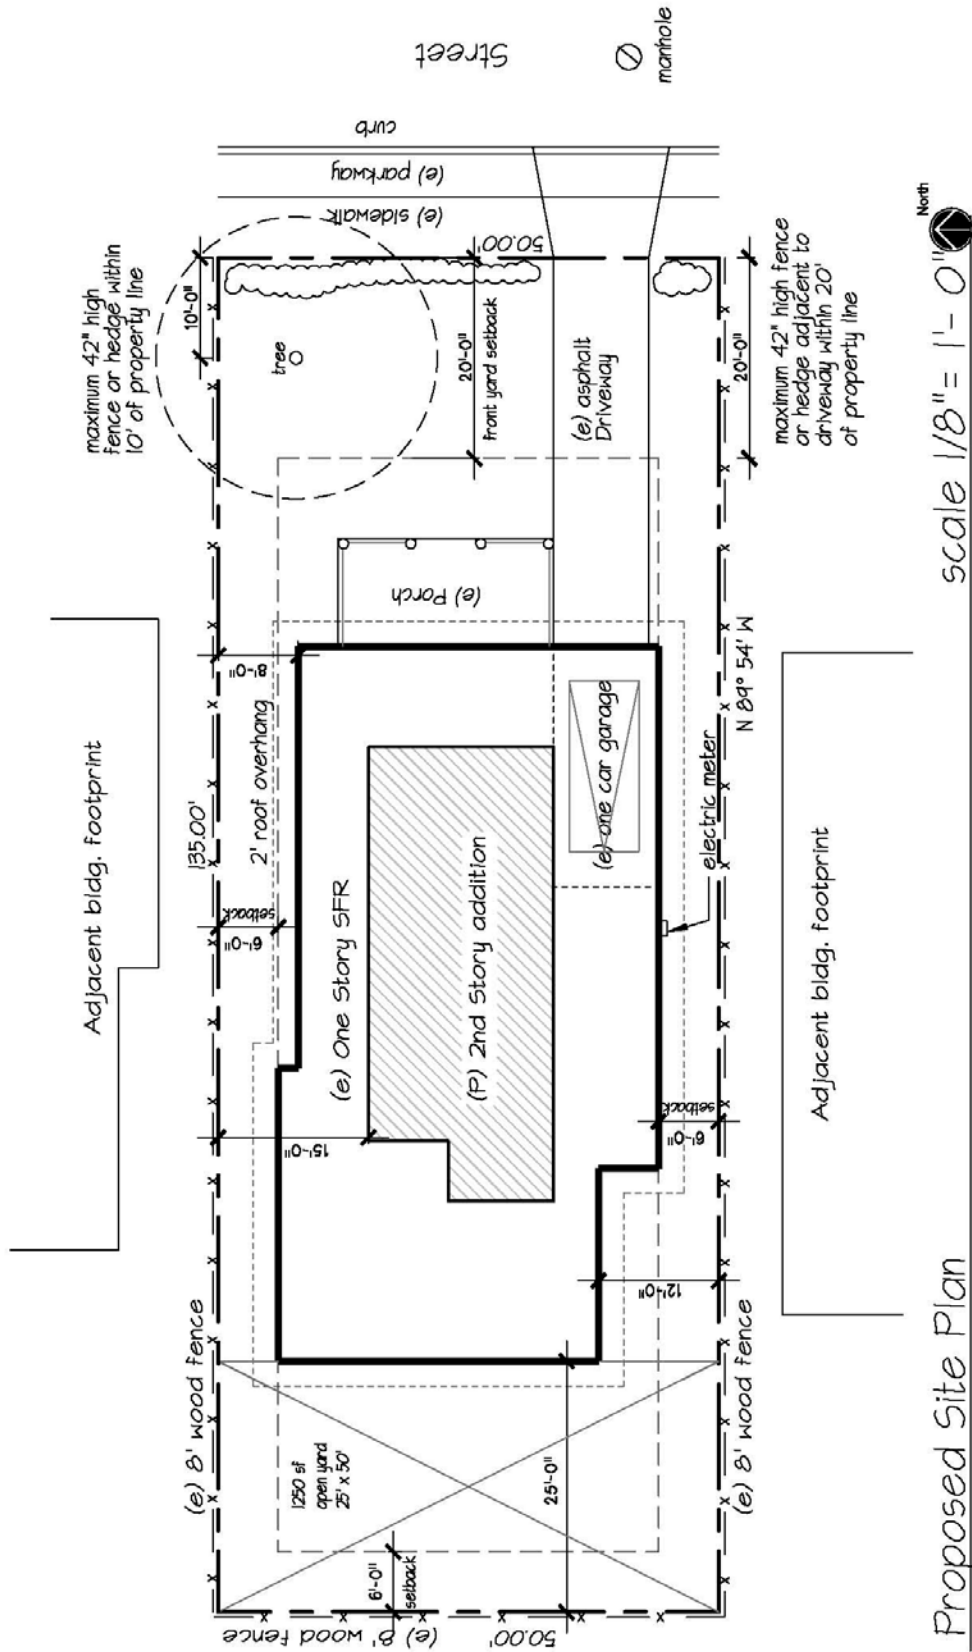 Street
manhole
curb
(e) parkway
(e) sidewalk
50.00'
maximum 42" high
fence or hedge within
10' of property line
10'-0"
tree
20'-0"
front yard setback
(e) asphalt
Driveway
20'-0"
maximum 42" high fence
or hedge adjacent to
driveway within 20'
of property line
(e) Porch
8'-0"
2' roof overhang
135.00'
Adjacent bldg. footprint
6'-0"
setback
(e) One Story SFR
(P) 2nd Story addition
(e) one car garage
electric meter
N 89° 54' W
Adjacent bldg. footprint
15'-0"
6'-0"
setback
12'-0"
(e) 8' wood fence
(e) 8' wood fence
1250 sf
open yard
25' x 50'
25'-0"
6'-0"
setback
(e) 8' wood fence
50.00'
Proposed Site Plan
scale 1/8" = 1'- 0"
North